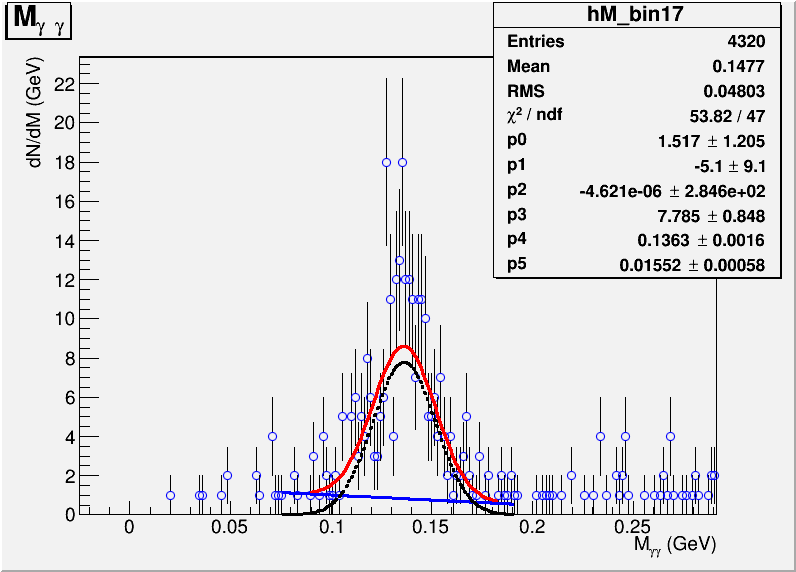 M γ γ
hM_bin17
Entries 4320
Mean 0.1477
RMS 0.04803
χ² / ndf 53.82 / 47
p0 1.517 ± 1.205
p1 -5.1 ± 9.1
p2 -4.621e-06 ± 2.846e+02
p3 7.785 ± 0.848
p4 0.1363 ± 0.0016
p5 0.01552 ± 0.00058
dN/dM (GeV)
22
20
18
16
14
12
10
8
6
4
2
0
0 0.05 0.1 0.15 0.2 0.25
Mγγ (GeV)